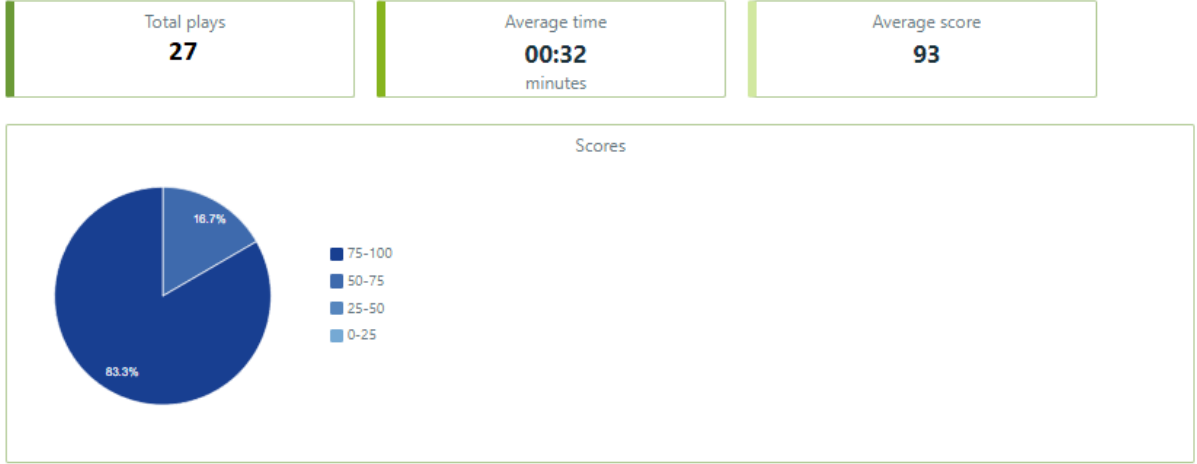 Total plays
27
Average time
00:32
minutes
Average score
93
Scores
16.7%
83.3%
75-100
50-75
25-50
0-25